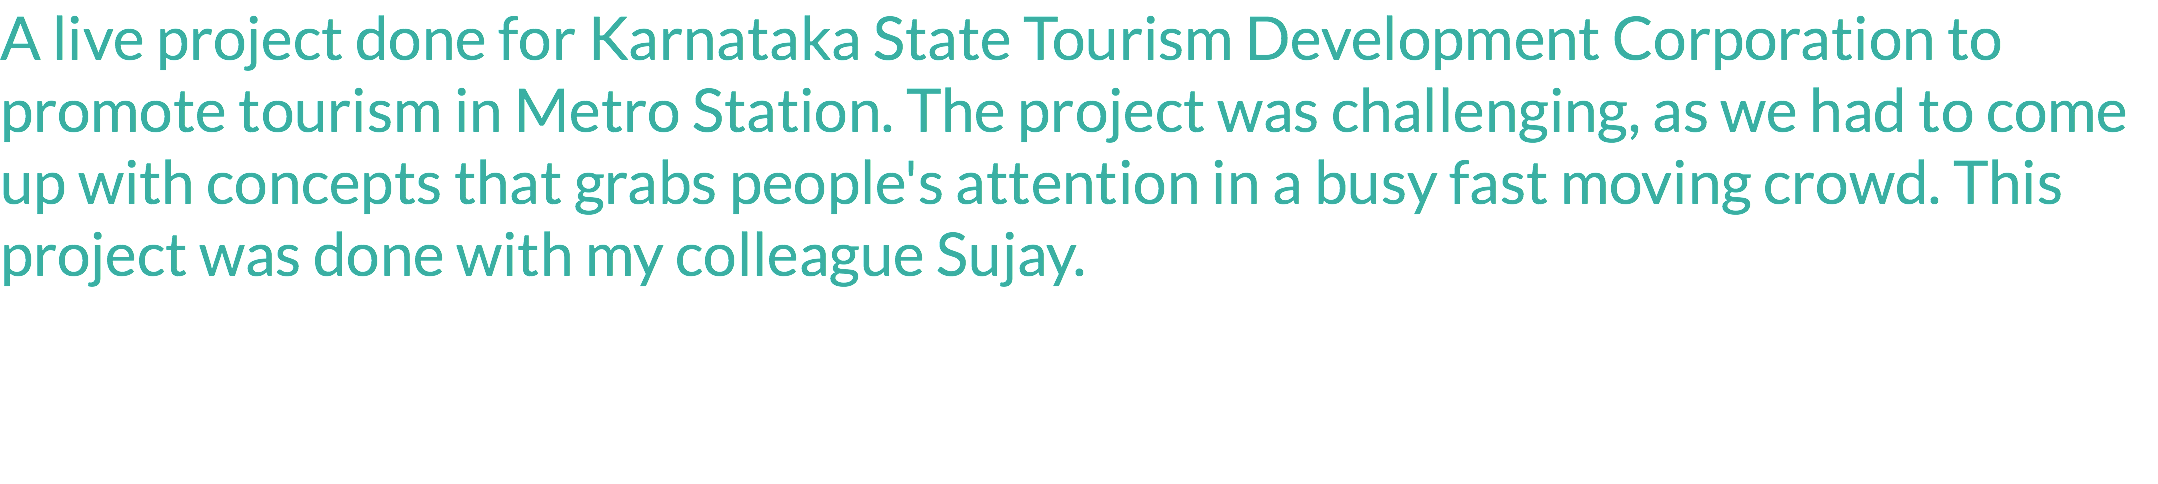 A live project done for Karnataka State Tourism Development Corporation to
promote tourism in Metro Station. The project was challenging, as we had to come
up with concepts that grabs people's attention in a busy fast moving crowd. This
project was done with my colleague Sujay.